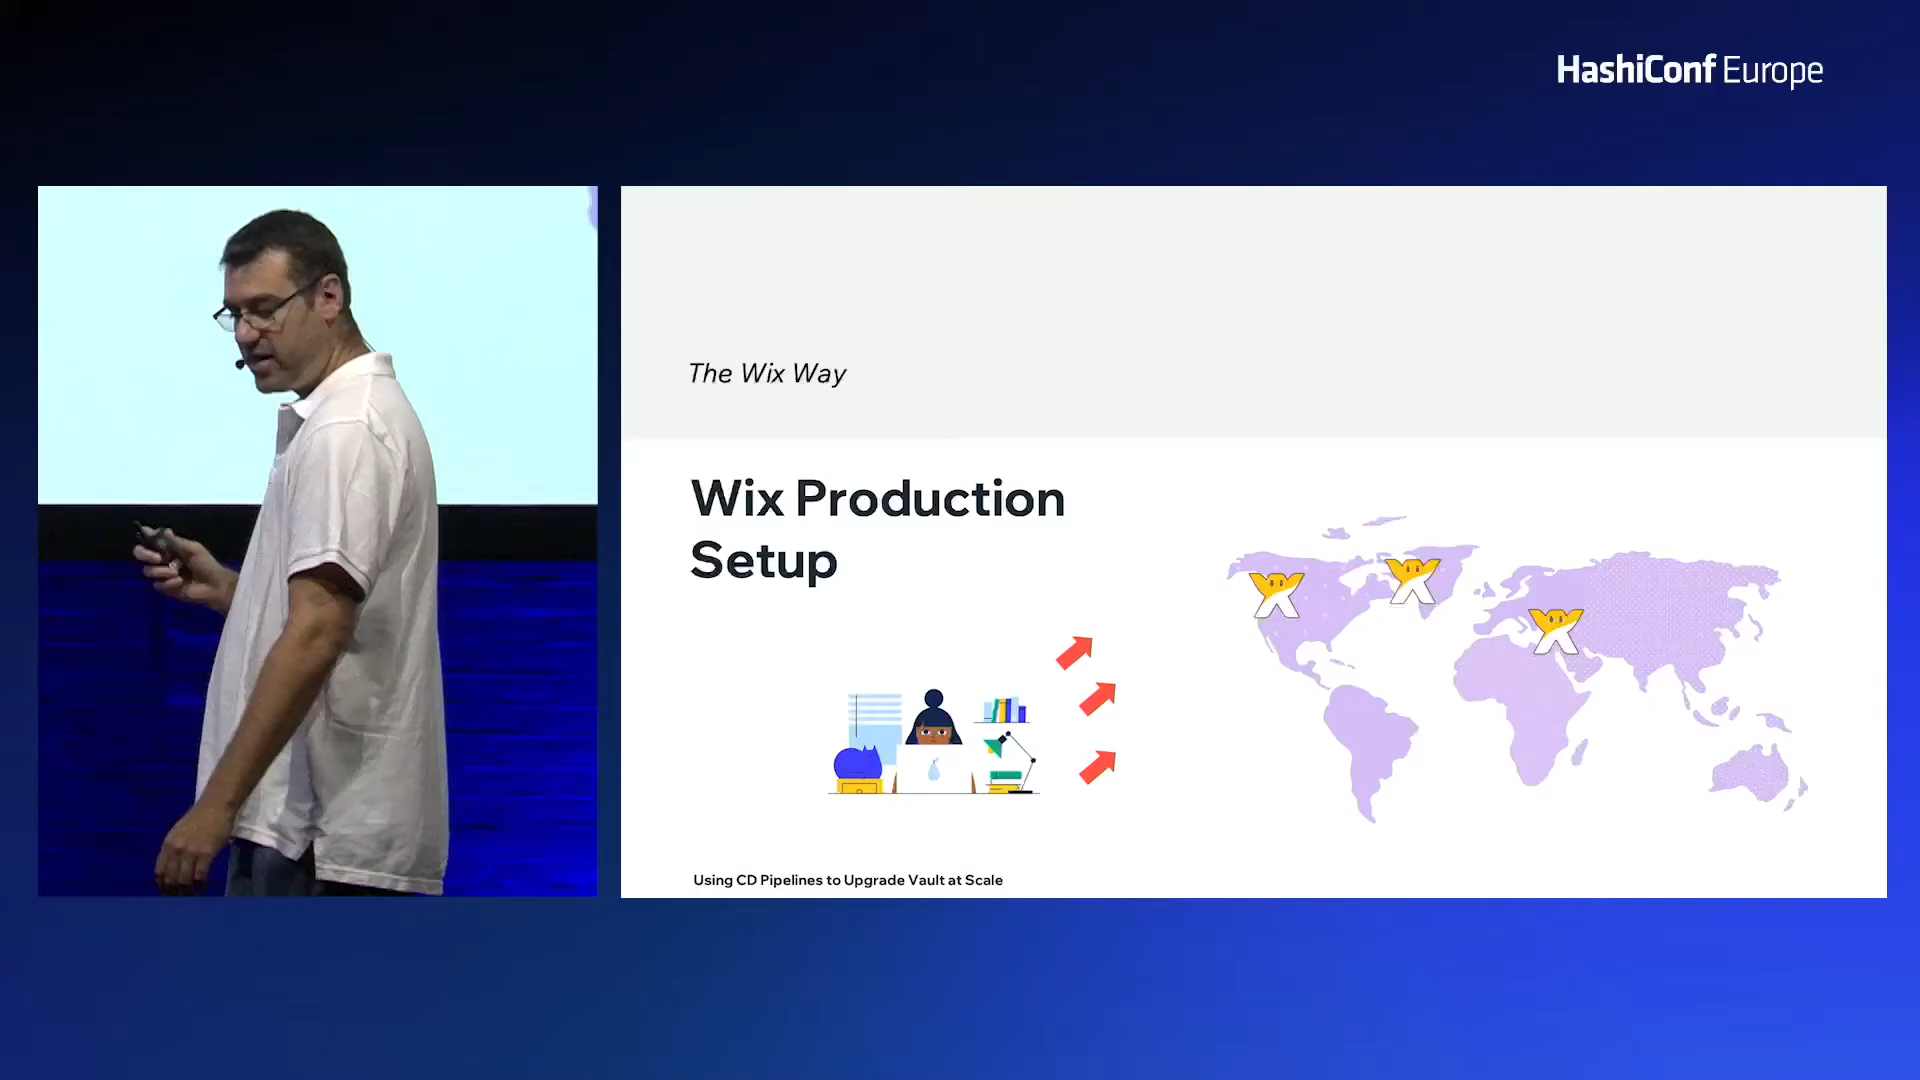 HashiConf Europe
The Wix Way
Wix Production
Setup
Using CD Pipelines to Upgrade Vault at Scale